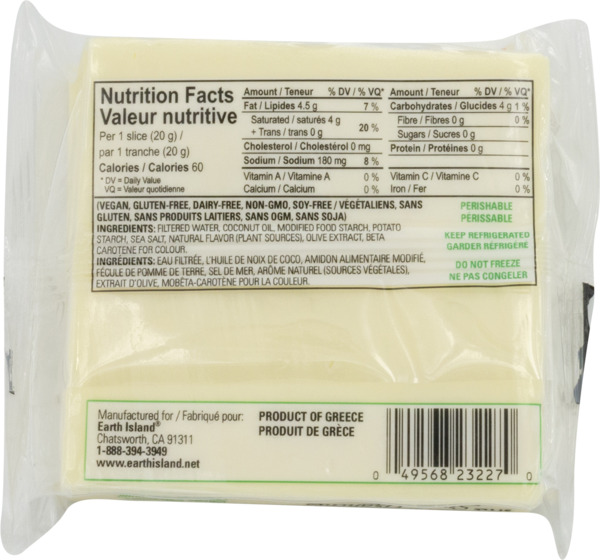 Nutrition Facts
Valeur nutritive
Per 1 slice (20 g) /
par 1 tranche (20 g)
Calories / Calories 60
* DV = Daily Value
VQ = Valeur quotidienne
Amount / Teneur % DV / % VQ*
Fat / Lipides 4.5 g 7 %
Saturated / saturés 4 g
+ Trans / trans 0 g 20 %
Cholesterol / Cholestérol 0 mg
Sodium / Sodium 180 mg 8 %
Vitamin A / Vitamine A 0 %
Calcium / Calcium 0 %
Amount / Teneur % DV / % VQ*
Carbohydrates / Glucides 4 g 1 %
Fibre / Fibres 0 g 0 %
Sugars / Sucres 0 g
Protein / Protéines 0 g
Vitamin C / Vitamine C 0 %
Iron / Fer 0 %
(VEGAN, GLUTEN-FREE, DAIRY-FREE, NON-GMO, SOY-FREE / VÉGÉTALIENS, SANS
GLUTEN, SANS PRODUITS LAITIERS, SANS OGM, SANS SOJA)
INGREDIENTS: FILTERED WATER, COCONUT OIL, MODIFIED FOOD STARCH, POTATO
STARCH, SEA SALT, NATURAL FLAVOR (PLANT SOURCES), OLIVE EXTRACT, BETA
CAROTENE FOR COLOUR.
INGRÉDIENTS: EAU FILTRÉE, L'HUILE DE NOIX DE COCO, AMIDON ALIMENTAIRE MODIFIÉ,
FÉCULE DE POMME DE TERRE, SEL DE MER, ARÔME NATUREL (SOURCES VÉGÉTALES),
EXTRAIT D'OLIVE, MOBÊTA-CAROTÈNE POUR LA COULEUR.
PERISHABLE
PÉRISSABLE
KEEP REFRIGERATED
GARDER RÉFRIGÉRÉ
DO NOT FREEZE
NE PAS CONGELER
Manufactured for / Fabriqué pour:
Earth Island®
Chatsworth, CA 91311
1-888-394-3949
www.earthisland.net
PRODUCT OF GREECE
PRODUIT DE GRÈCE
0 49568 23227 0